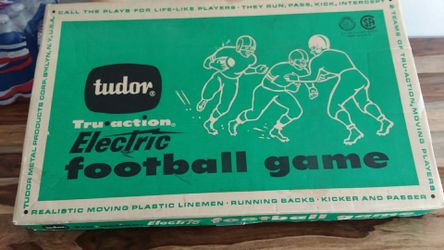 CALL THE PLAYS FOR LIFE-LIKE PLAYERS • THEY RUN, PASS, KICK, INTERCEPT
TEAMS OF TRU-ACTION, MOVING PLAYERS
tudor®
Tru-action®
Electric
football game
TUDOR METAL PRODUCTS CORP. BKLYN, N.Y., U.S.A.
REALISTIC MOVING PLASTIC LINEMEN • RUNNING BACKS • KICKER AND PASSER
Electric football game